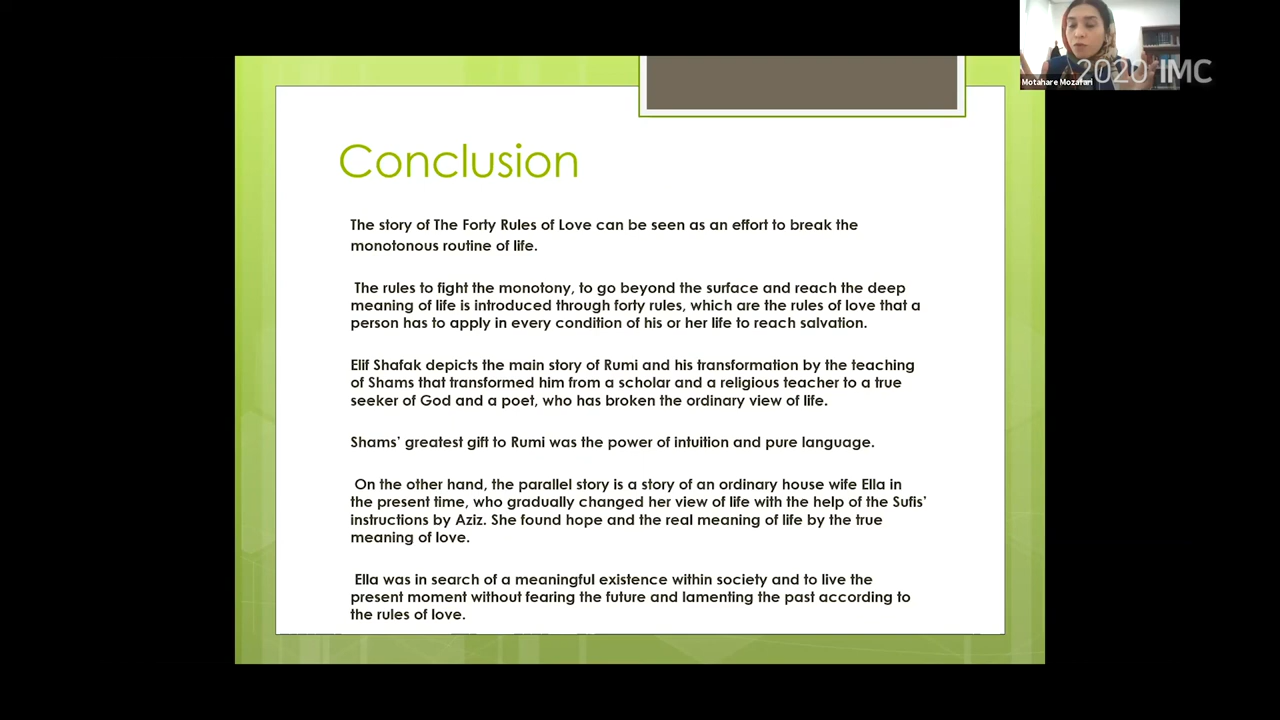 2020 IMC
Motahare Mozafari
Conclusion
The story of The Forty Rules of Love can be seen as an effort to break the
monotonous routine of life.
The rules to fight the monotony, to go beyond the surface and reach the deep
meaning of life is introduced through forty rules, which are the rules of love that a
person has to apply in every condition of his or her life to reach salvation.
Elif Shafak depicts the main story of Rumi and his transformation by the teaching
of Shams that transformed him from a scholar and a religious teacher to a true
seeker of God and a poet, who has broken the ordinary view of life.
Shams’ greatest gift to Rumi was the power of intuition and pure language.
On the other hand, the parallel story is a story of an ordinary house wife Ella in
the present time, who gradually changed her view of life with the help of the Sufis’
instructions by Aziz. She found hope and the real meaning of life by the true
meaning of love.
Ella was in search of a meaningful existence within society and to live the
present moment without fearing the future and lamenting the past according to
the rules of love.